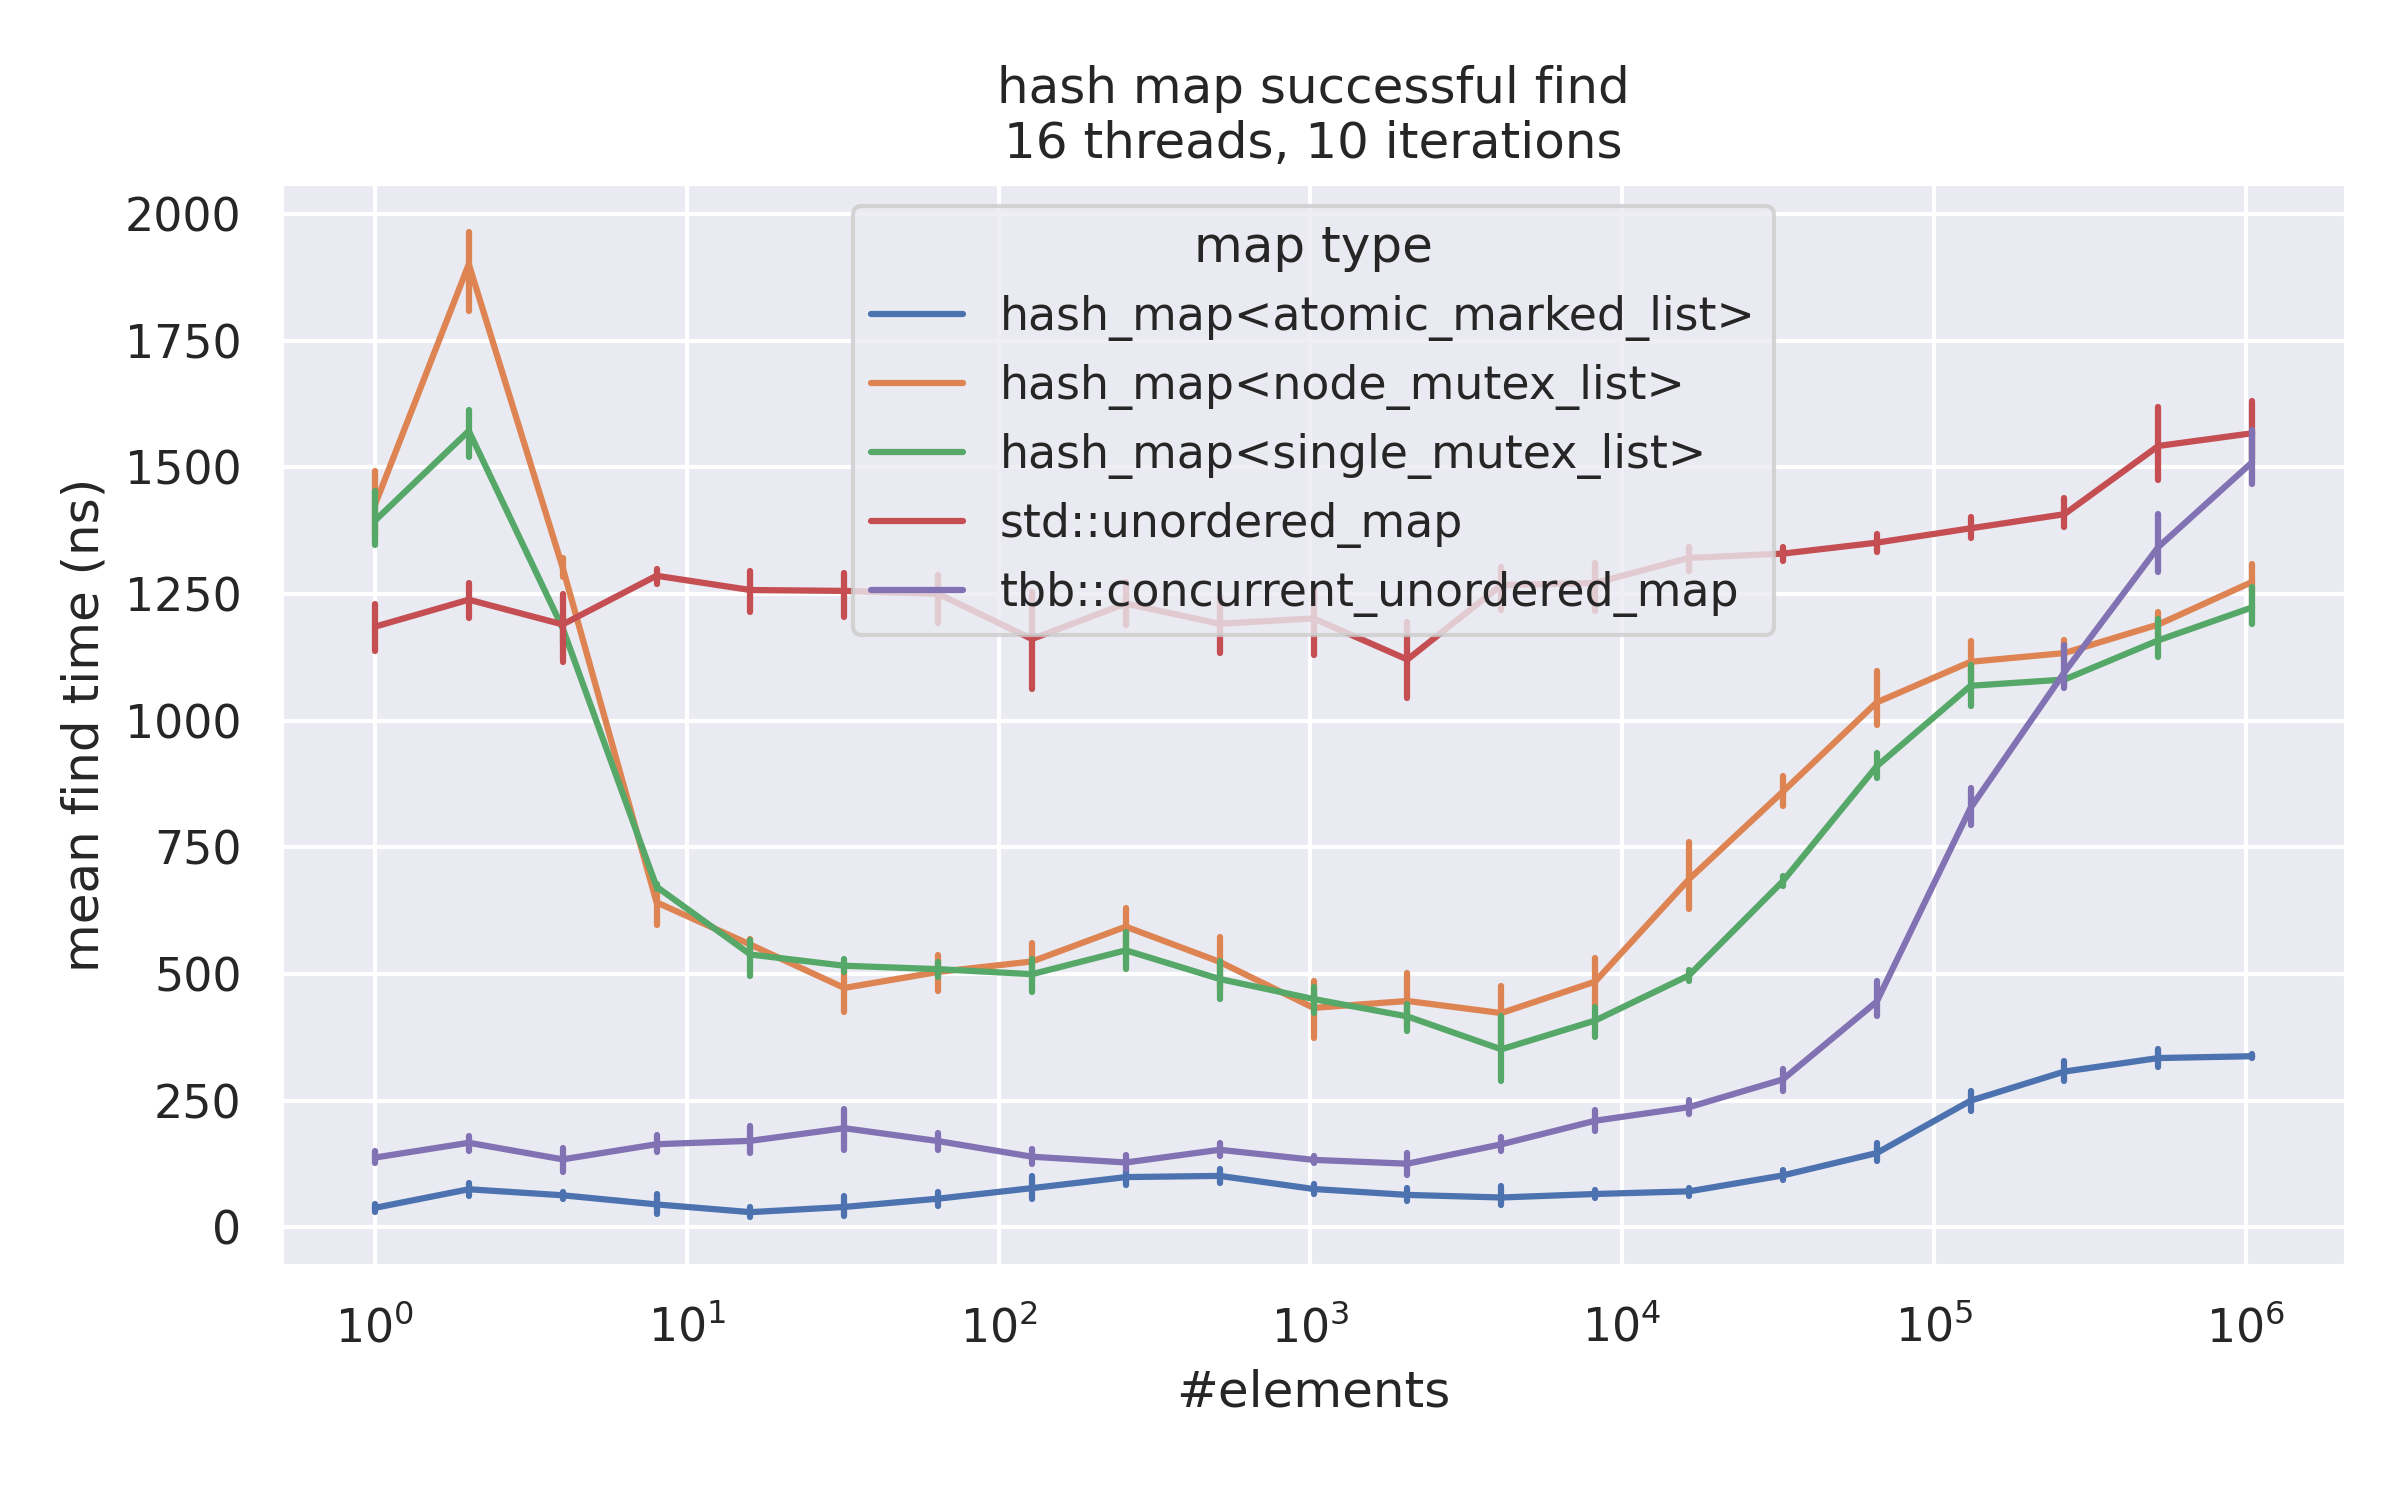 hash map successful find
16 threads, 10 iterations
2000
1750
1500
1250
1000
750
500
250
0
mean find time (ns)
map type
hash_map<atomic_marked_list>
hash_map<node_mutex_list>
hash_map<single_mutex_list>
std::unordered_map
tbb::concurrent_unordered_map
10⁰ 10¹ 10² 10³ 10⁴ 10⁵ 10⁶
#elements